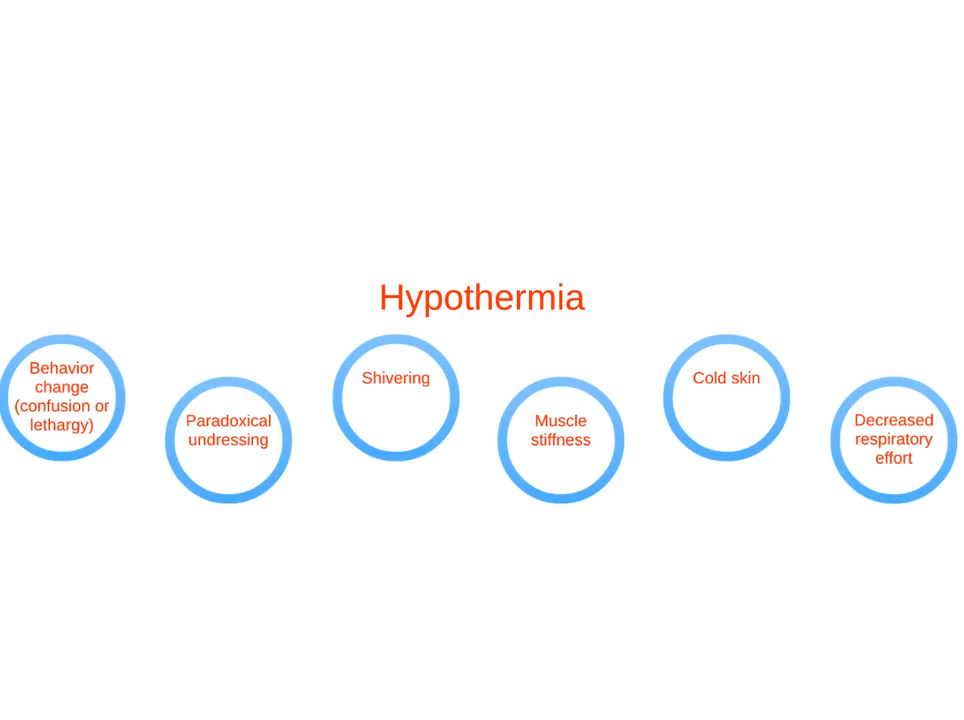 Hypothermia
Behavior
change
(confusion or
lethargy)
Paradoxical
undressing
Shivering
Muscle
stiffness
Cold skin
Decreased
respiratory
effort